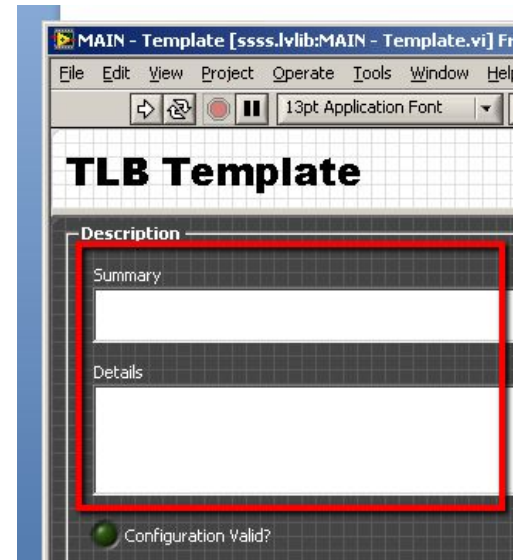 MAIN - Template [ssss.lvlib:MAIN - Template.vi] Fr
File Edit View Project Operate Tools Window Help
13pt Application Font
TLB Template
Description
Summary
Details
Configuration Valid?